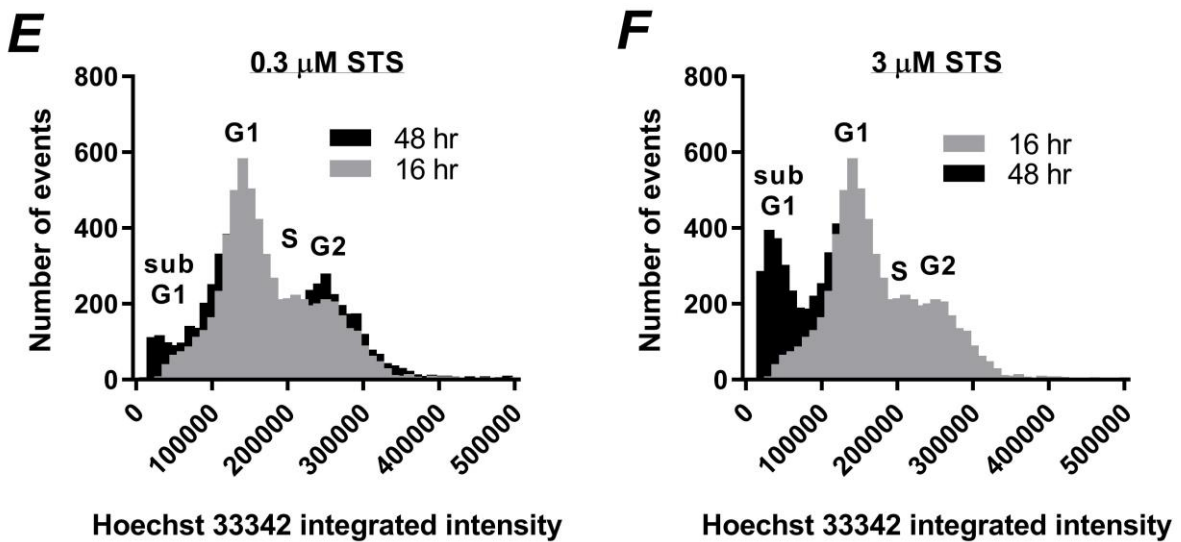 E
0.3 μM STS
Number of events
800
600
400
200
0
G1
sub
G1
S
G2
48 hr
16 hr
0
100000
200000
300000
400000
500000
Hoechst 33342 integrated intensity
F
3 μM STS
Number of events
800
600
400
200
0
G1
sub
G1
S
G2
16 hr
48 hr
0
100000
200000
300000
400000
500000
Hoechst 33342 integrated intensity